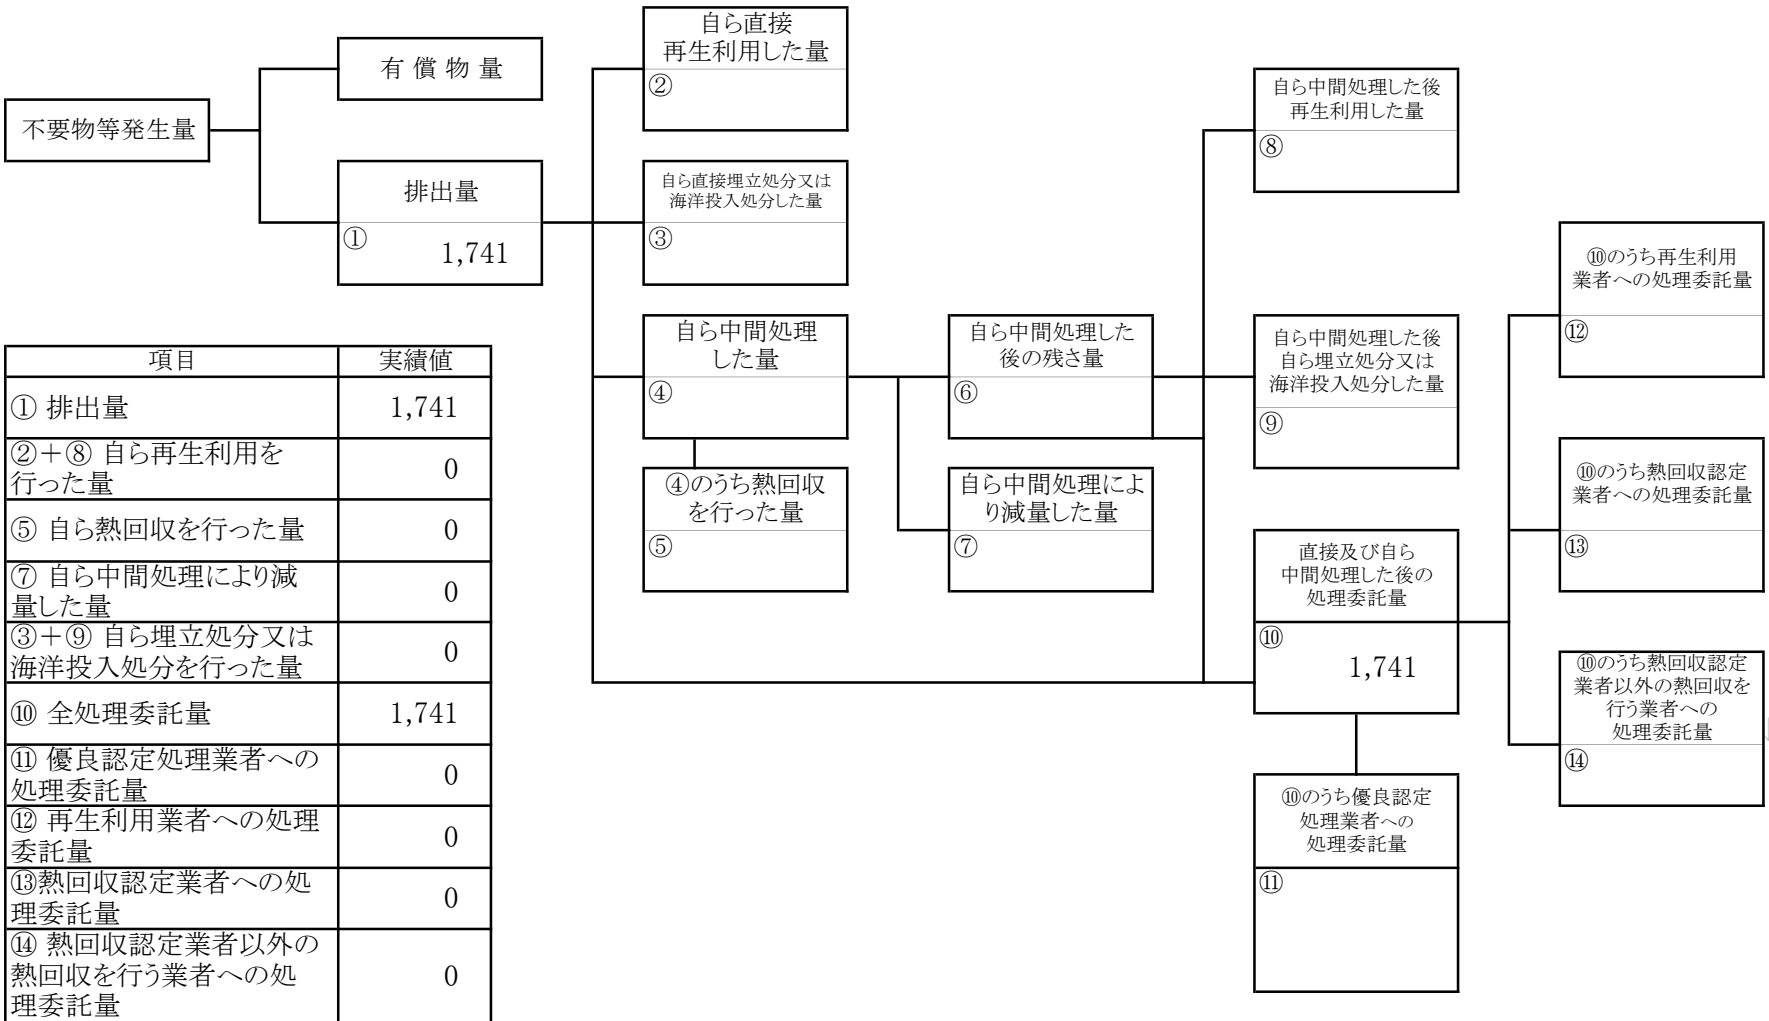 不要物等発生量
有 償 物 量
排出量
①
1,741
自ら直接
再生利用した量
②
自ら直接埋立処分又は
海洋投入処分した量
③
自ら中間処理
した量
④
④のうち熱回収
を行った量
⑤
自ら中間処理した
後の残さ量
⑥
自ら中間処理によ
り減量した量
⑦
自ら中間処理した後
再生利用した量
⑧
自ら中間処理した後
自ら埋立処分又は
海洋投入処分した量
⑨
直接及び自ら
中間処理した後の
処理委託量
⑩
1,741
⑩のうち優良認定
処理業者への
処理委託量
⑪
⑩のうち再生利用
業者への処理委託量
⑫
⑩のうち熱回収認定
業者への処理委託量
⑬
⑩のうち熱回収認定
業者以外の熱回収を
行う業者への
処理委託量
⑭
項目 実績値
① 排出量 1,741
②＋⑧ 自ら再生利用を
行った量 0
⑤ 自ら熱回収を行った量 0
⑦ 自ら中間処理により減
量した量 0
③＋⑨ 自ら埋立処分又は
海洋投入処分を行った量 0
⑩ 全処理委託量 1,741
⑪ 優良認定処理業者への
処理委託量 0
⑫ 再生利用業者への処理
委託量 0
⑬熱回収認定業者への処
理委託量 0
⑭ 熱回収認定業者以外の
熱回収を行う業者への処
理委託量 0